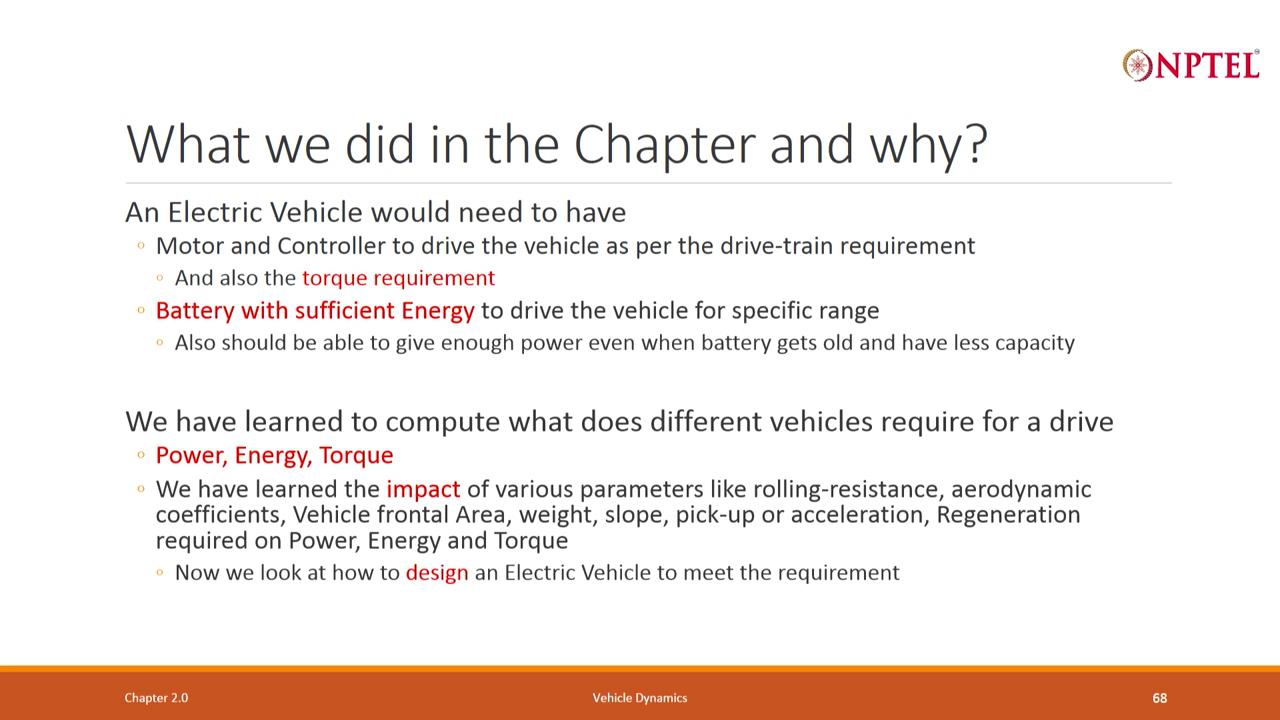 NPTEL
What we did in the Chapter and why?
An Electric Vehicle would need to have
◦ Motor and Controller to drive the vehicle as per the drive-train requirement
◦ And also the torque requirement
◦ Battery with sufficient Energy to drive the vehicle for specific range
◦ Also should be able to give enough power even when battery gets old and have less capacity
We have learned to compute what does different vehicles require for a drive
◦ Power, Energy, Torque
◦ We have learned the impact of various parameters like rolling-resistance, aerodynamic
coefficients, Vehicle frontal Area, weight, slope, pick-up or acceleration, Regeneration
required on Power, Energy and Torque
◦ Now we look at how to design an Electric Vehicle to meet the requirement
Chapter 2.0
Vehicle Dynamics
68